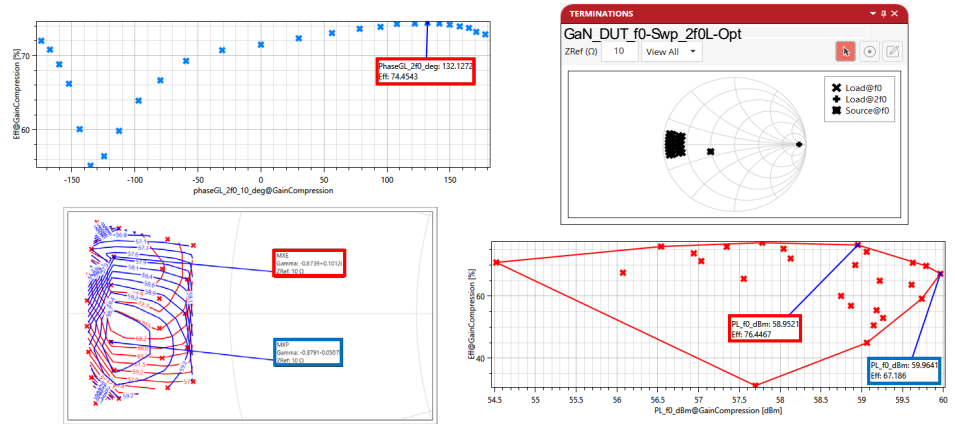 Eff@GainCompression [%]
70
60
PhaseGL_2f0_deg: 132.1272
Eff: 74.4543
-150 -100 -50 0 50 100 150
phaseGL_2f0_10_deg@GainCompression
TERMINATIONS
GaN_DUT_f0-Swp_2f0L-Opt
ZRef (Ω) 10 View All
Load@f0
Load@2f0
Source@f0
MXE
Gamma: -0.8739+0.1012i
ZRef: 10 Ω
MXP
Gamma: -0.8791-0.0507i
ZRef: 10 Ω
Eff@GainCompression [%]
60
40
PL_f0_dBm: 58.9521
Eff: 76.4467
PL_f0_dBm: 59.9641
Eff: 67.186
54.5 55 55.5 56 56.5 57 57.5 58 58.5 59 59.5 60
PL_f0_dBm@GainCompression [dBm]